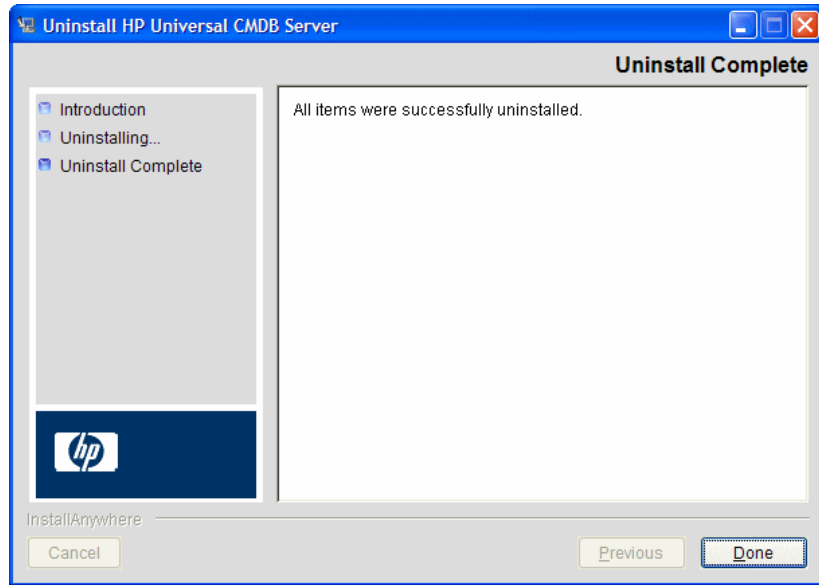 Uninstall HP Universal CMDB Server
Uninstall Complete
Introduction
Uninstalling...
Uninstall Complete
All items were successfully uninstalled.
hp
InstallAnywhere
Cancel
Previous
Done